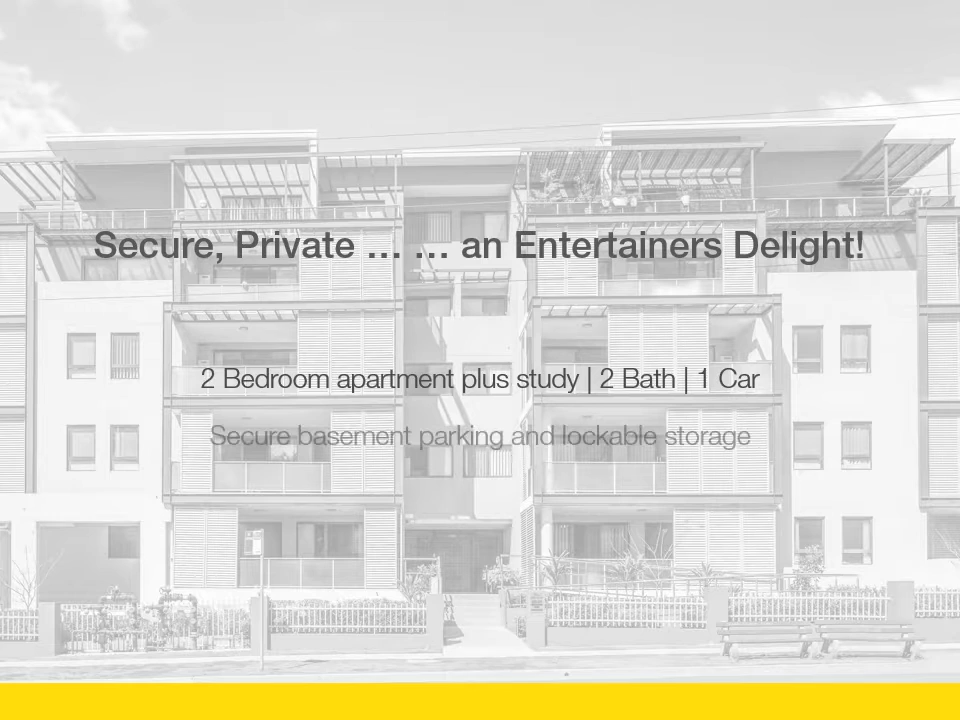 Secure, Private ... ... an Entertainers Delight!
2 Bedroom apartment plus study | 2 Bath | 1 Car
Secure basement parking and lockable storage